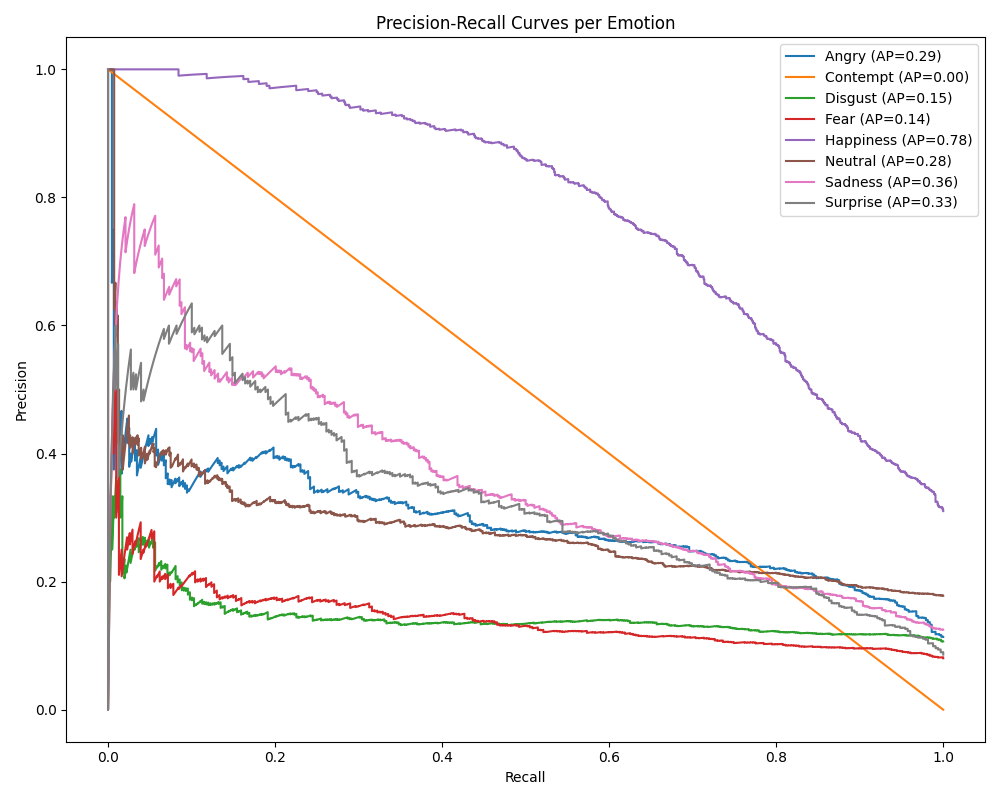 Precision-Recall Curves per Emotion
Angry (AP=0.29)
Contempt (AP=0.00)
Disgust (AP=0.15)
Fear (AP=0.14)
Happiness (AP=0.78)
Neutral (AP=0.28)
Sadness (AP=0.36)
Surprise (AP=0.33)
Precision
1.0
0.8
0.6
0.4
0.2
0.0
0.0 0.2 0.4 0.6 0.8 1.0
Recall